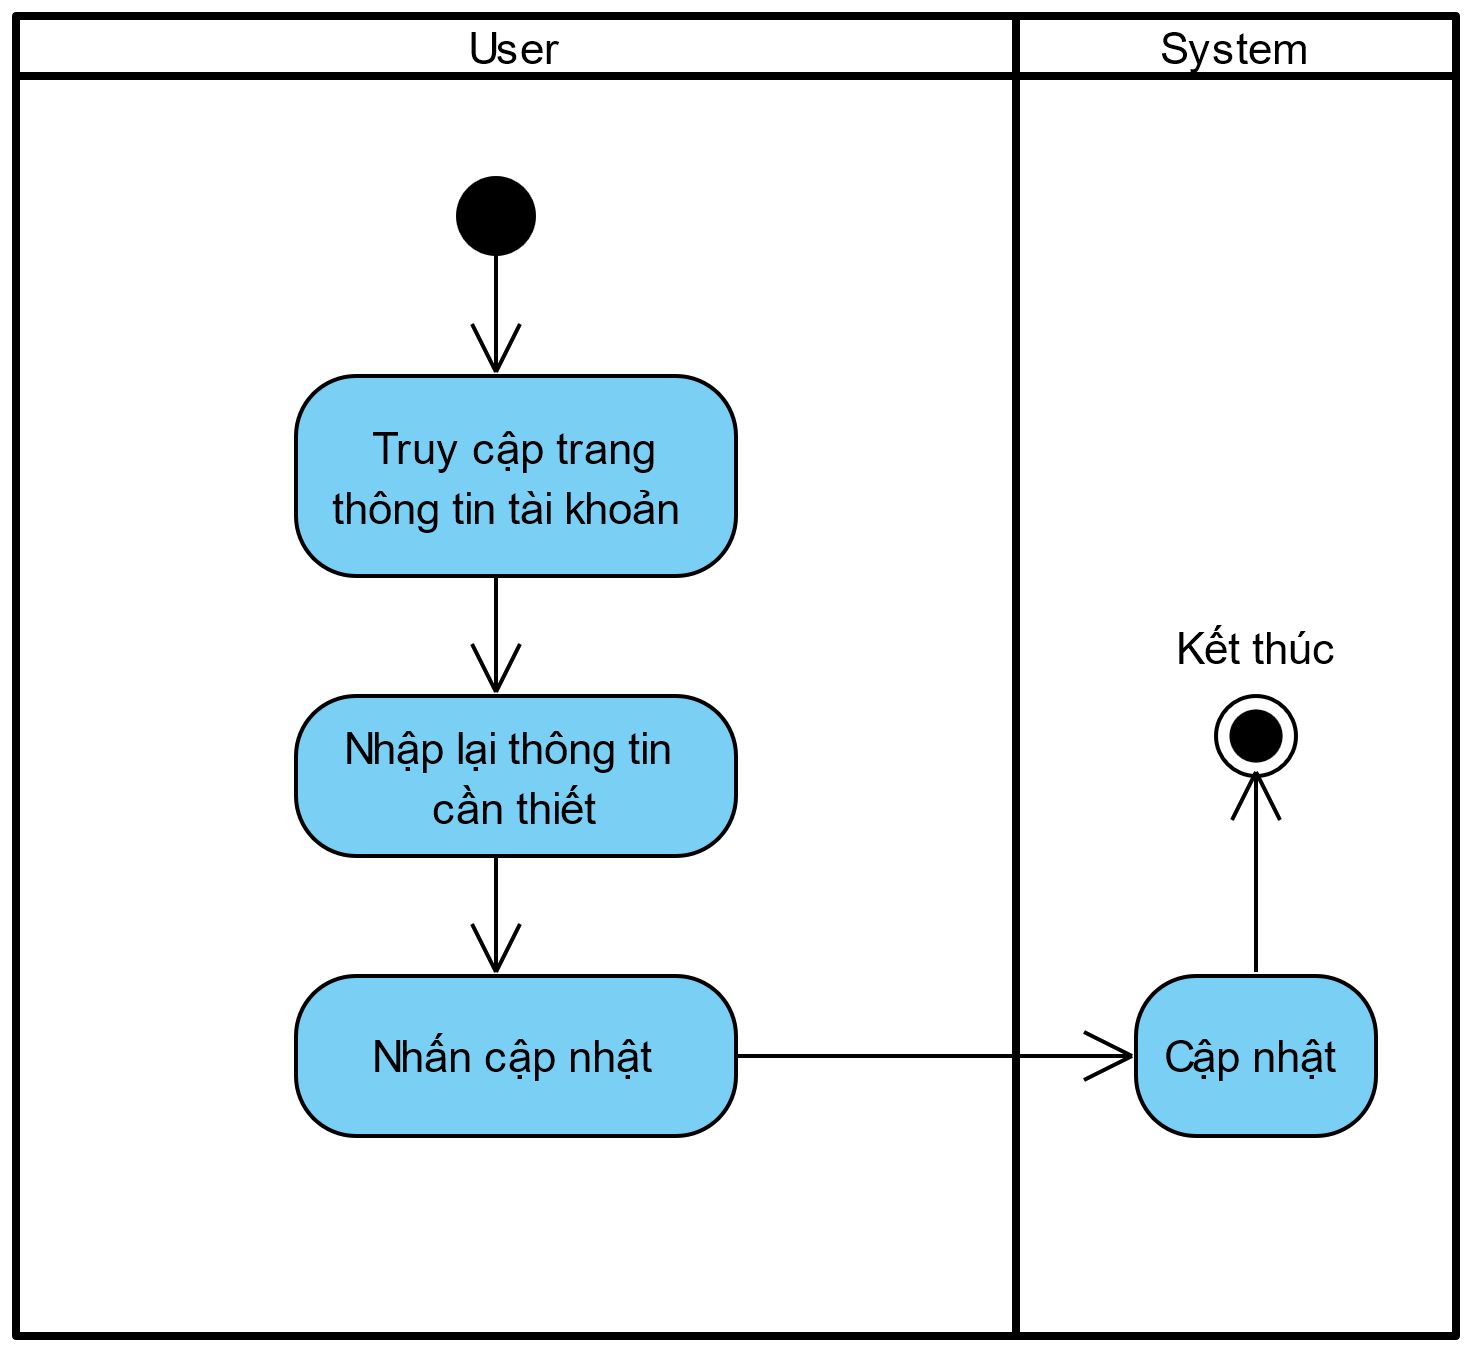 User
System
Truy cập trang
thông tin tài khoản
Kết thúc
Nhập lại thông tin
cần thiết
Nhấn cập nhật
Cập nhật